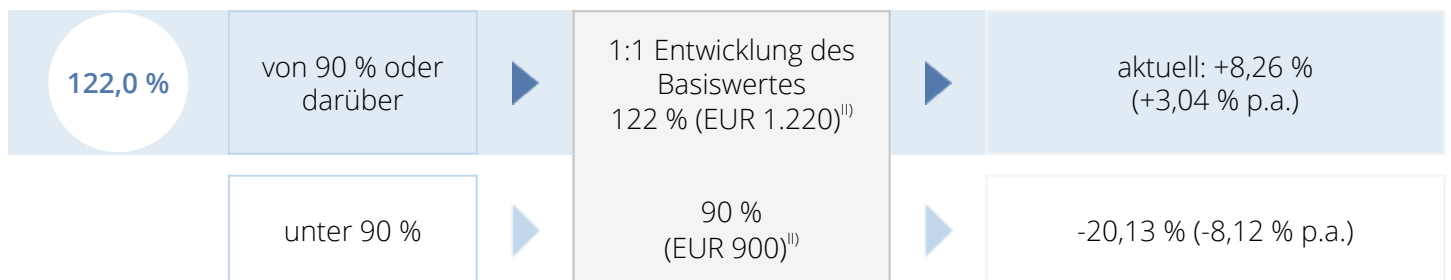 122,0 %
von 90 % oder
darüber
1:1 Entwicklung des
Basiswertes
122 % (EUR 1.220)II)
aktuell: +8,26 %
(+3,04 % p.a.)
unter 90 %
90 %
(EUR 900)II)
-20,13 % (-8,12 % p.a.)